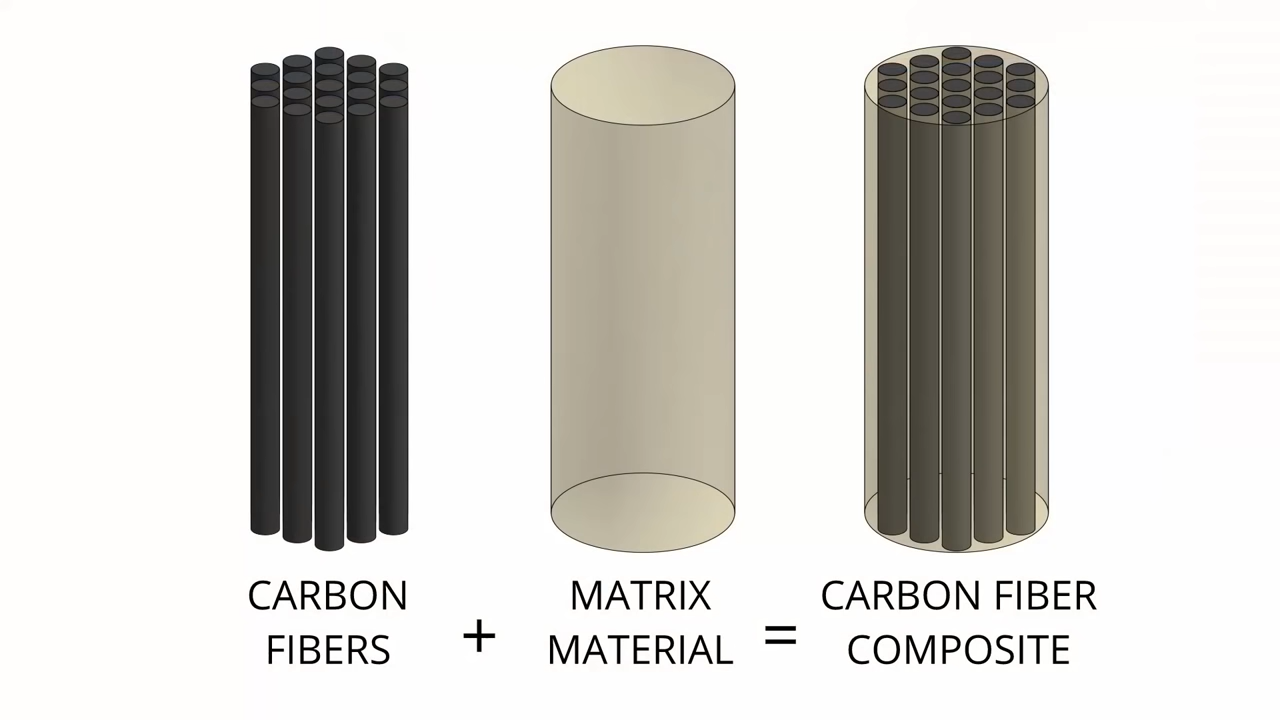 CARBON
FIBERS
+
MATRIX
MATERIAL
=
CARBON FIBER
COMPOSITE